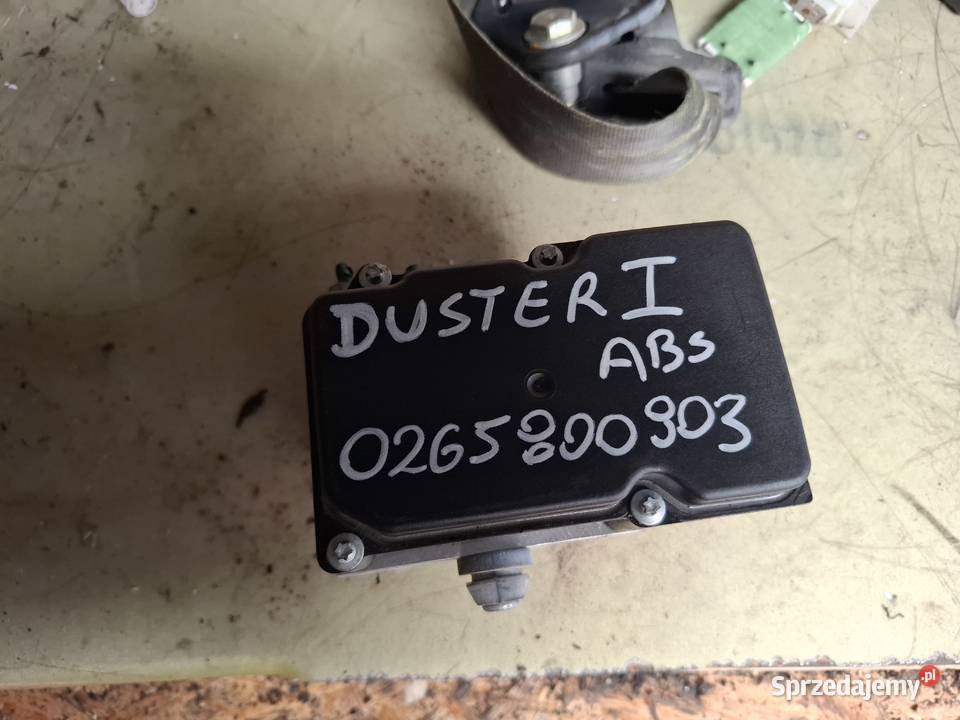 DUSTER I
ABS
0265800903
Sprzedajemy.pl